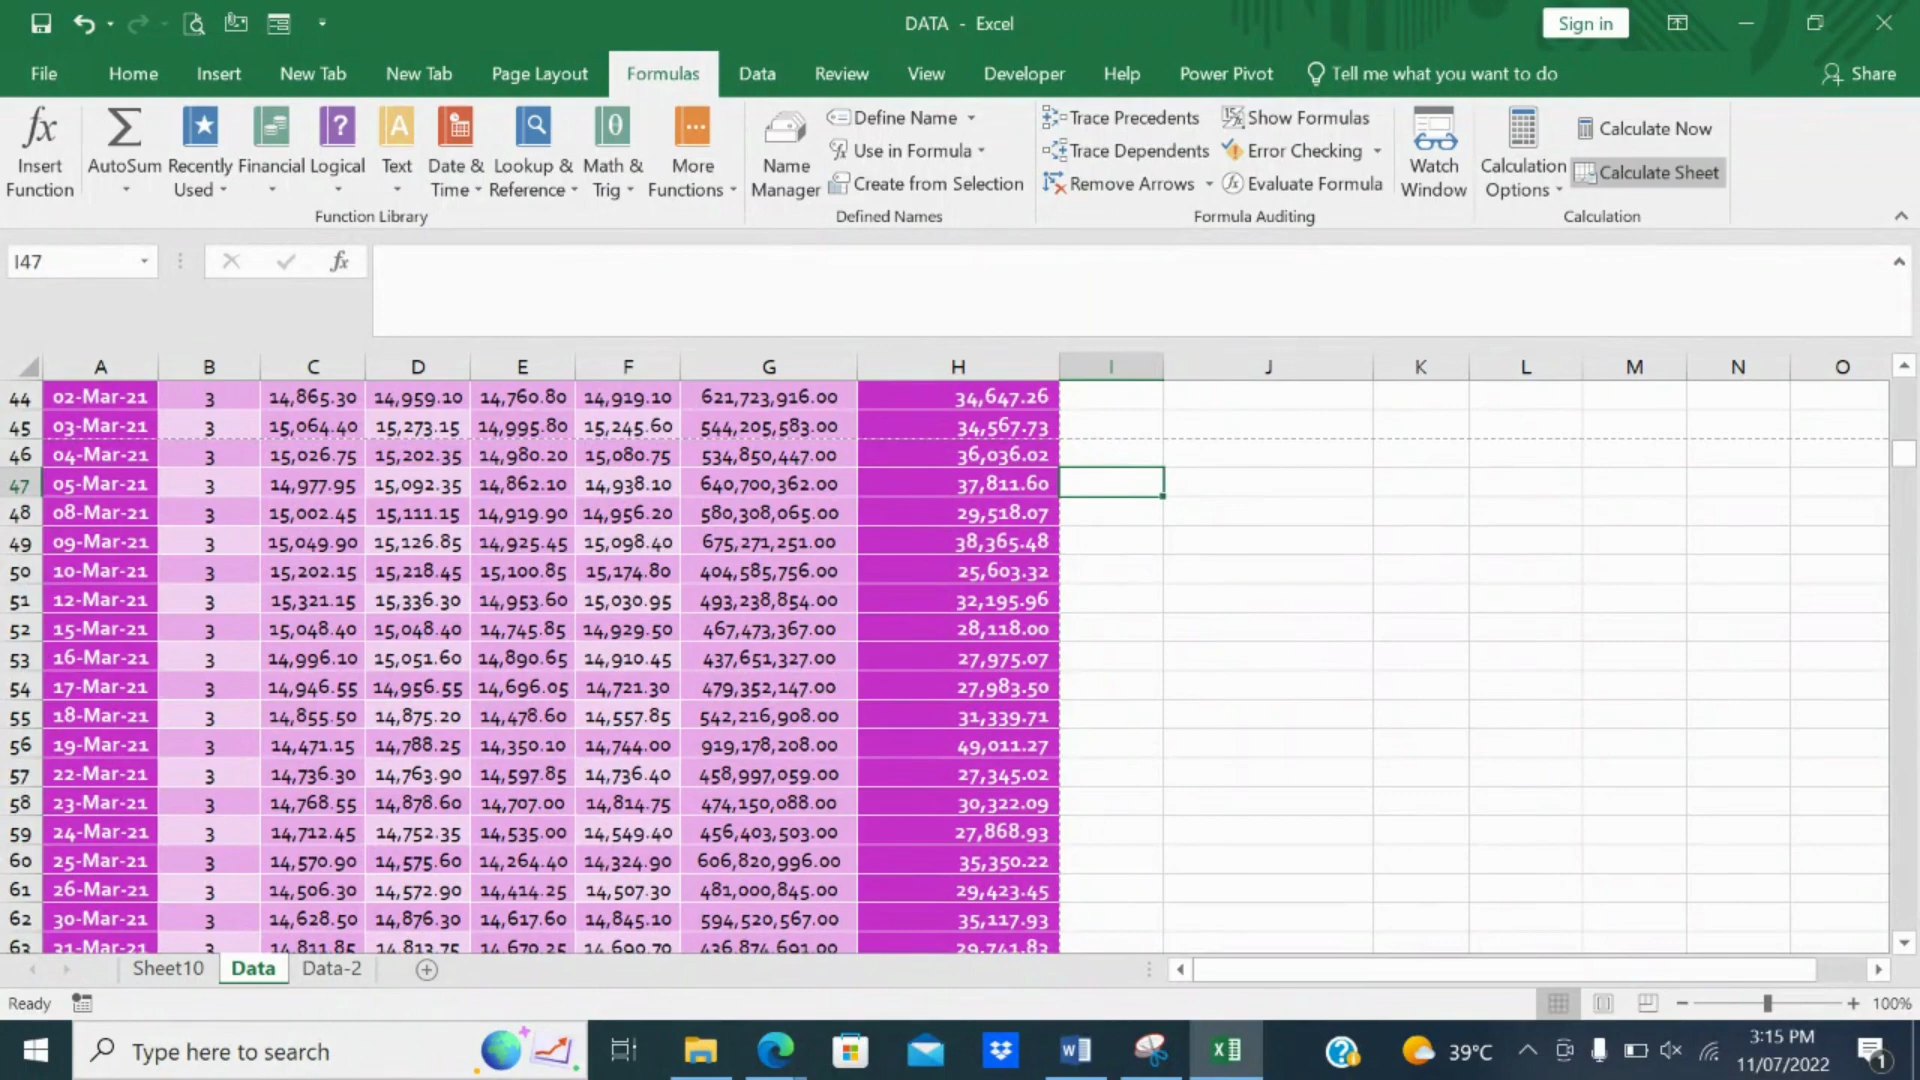 DATA - Excel
Sign in
File Home Insert New Tab New Tab Page Layout Formulas Data Review View Developer Help Power Pivot Tell me what you want to do Share
Insert Function AutoSum Recently Used Financial Logical Text Date & Time Lookup & Reference Math & Trig More Functions
Function Library
Name Manager
Define Name
Use in Formula
Create from Selection
Defined Names
Trace Precedents Show Formulas
Trace Dependents Error Checking
Remove Arrows Evaluate Formula
Formula Auditing
Watch Window
Calculation Options
Calculate Now
Calculate Sheet
Calculation
I47 fx
A B C D E F G H I J K L M N O
44 02-Mar-21 3 14,865.30 14,959.10 14,760.80 14,919.10 621,723,916.00 34,647.26
45 03-Mar-21 3 15,064.40 15,273.15 14,995.80 15,245.60 544,205,583.00 34,567.73
46 04-Mar-21 3 15,026.75 15,202.35 14,980.20 15,080.75 534,850,447.00 36,036.02
47 05-Mar-21 3 14,977.95 15,092.35 14,862.10 14,938.10 640,700,362.00 37,811.60
48 08-Mar-21 3 15,002.45 15,111.15 14,919.90 14,956.20 580,308,065.00 29,518.07
49 09-Mar-21 3 15,049.90 15,126.85 14,925.45 15,098.40 675,271,251.00 38,365.48
50 10-Mar-21 3 15,202.15 15,218.45 15,100.85 15,174.80 404,585,756.00 25,603.32
51 12-Mar-21 3 15,321.15 15,336.30 14,953.60 15,030.95 493,238,854.00 32,195.96
52 15-Mar-21 3 15,048.40 15,048.40 14,745.85 14,929.50 467,473,367.00 28,118.00
53 16-Mar-21 3 14,996.10 15,051.60 14,890.65 14,910.45 437,651,327.00 27,975.07
54 17-Mar-21 3 14,946.55 14,956.55 14,696.05 14,721.30 479,352,147.00 27,983.50
55 18-Mar-21 3 14,855.50 14,875.20 14,478.60 14,557.85 542,216,908.00 31,339.71
56 19-Mar-21 3 14,471.15 14,788.25 14,350.10 14,744.00 919,178,208.00 49,011.27
57 22-Mar-21 3 14,736.30 14,763.90 14,597.85 14,736.40 458,997,059.00 27,345.02
58 23-Mar-21 3 14,768.55 14,878.60 14,707.00 14,814.75 474,150,088.00 30,322.09
59 24-Mar-21 3 14,712.45 14,752.35 14,535.00 14,549.40 456,403,503.00 27,868.93
60 25-Mar-21 3 14,570.90 14,575.60 14,264.40 14,324.90 606,820,996.00 35,350.22
61 26-Mar-21 3 14,506.30 14,572.90 14,414.25 14,507.30 481,000,845.00 29,423.45
62 30-Mar-21 3 14,628.50 14,876.30 14,617.60 14,845.10 594,520,567.00 35,117.93
63 31-Mar-21 3 14,811.85 14,813.75 14,670.25 14,690.70 436,874,691.00 29,741.83
Sheet10 Data Data-2
Ready 100%
Type here to search
39°C
3:15 PM
11/07/2022
1